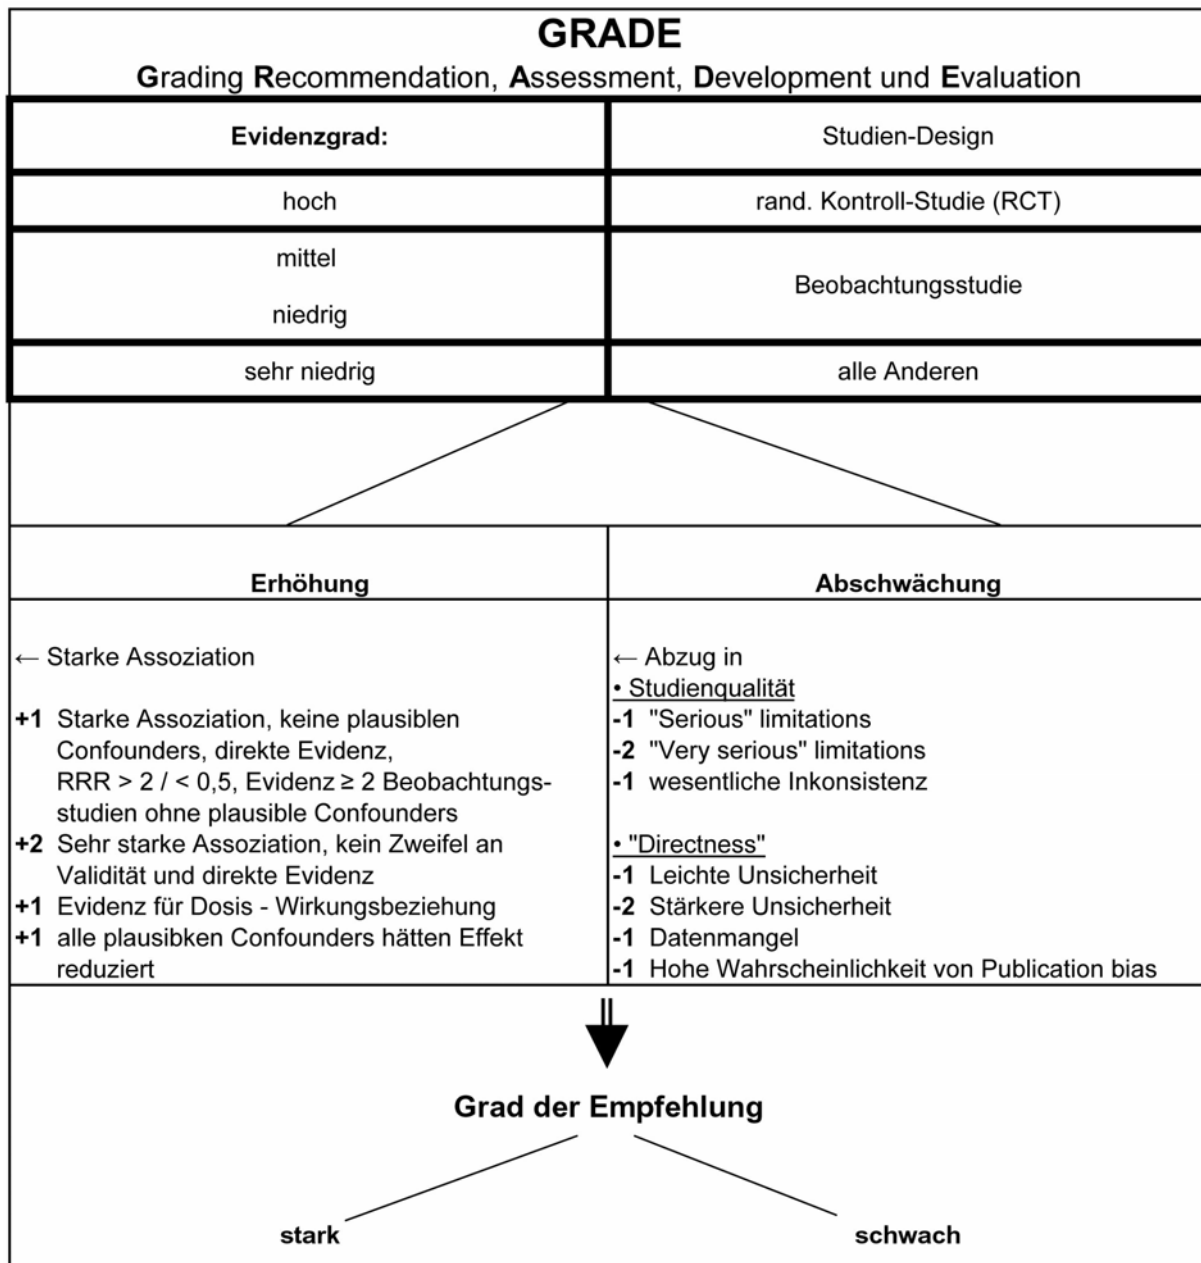 GRADE
Grading Recommendation, Assessment, Development und Evaluation
Evidenzgrad:
Studien-Design
hoch
rand. Kontroll-Studie (RCT)
mittel
niedrig
Beobachtungsstudie
sehr niedrig
alle Anderen
Erhöhung
← Starke Assoziation
+1 Starke Assoziation, keine plausiblen
Confounders, direkte Evidenz,
RRR > 2 / < 0,5, Evidenz ≥ 2 Beobachtungs-
studien ohne plausible Confounders
+2 Sehr starke Assoziation, kein Zweifel an
Validität und direkte Evidenz
+1 Evidenz für Dosis - Wirkungsbeziehung
+1 alle plausibken Confounders hätten Effekt
reduziert
Abschwächung
← Abzug in
• Studienqualität
-1 "Serious" limitations
-2 "Very serious" limitations
-1 wesentliche Inkonsistenz
• "Directness"
-1 Leichte Unsicherheit
-2 Stärkere Unsicherheit
-1 Datenmangel
-1 Hohe Wahrscheinlichkeit von Publication bias
Grad der Empfehlung
stark
schwach